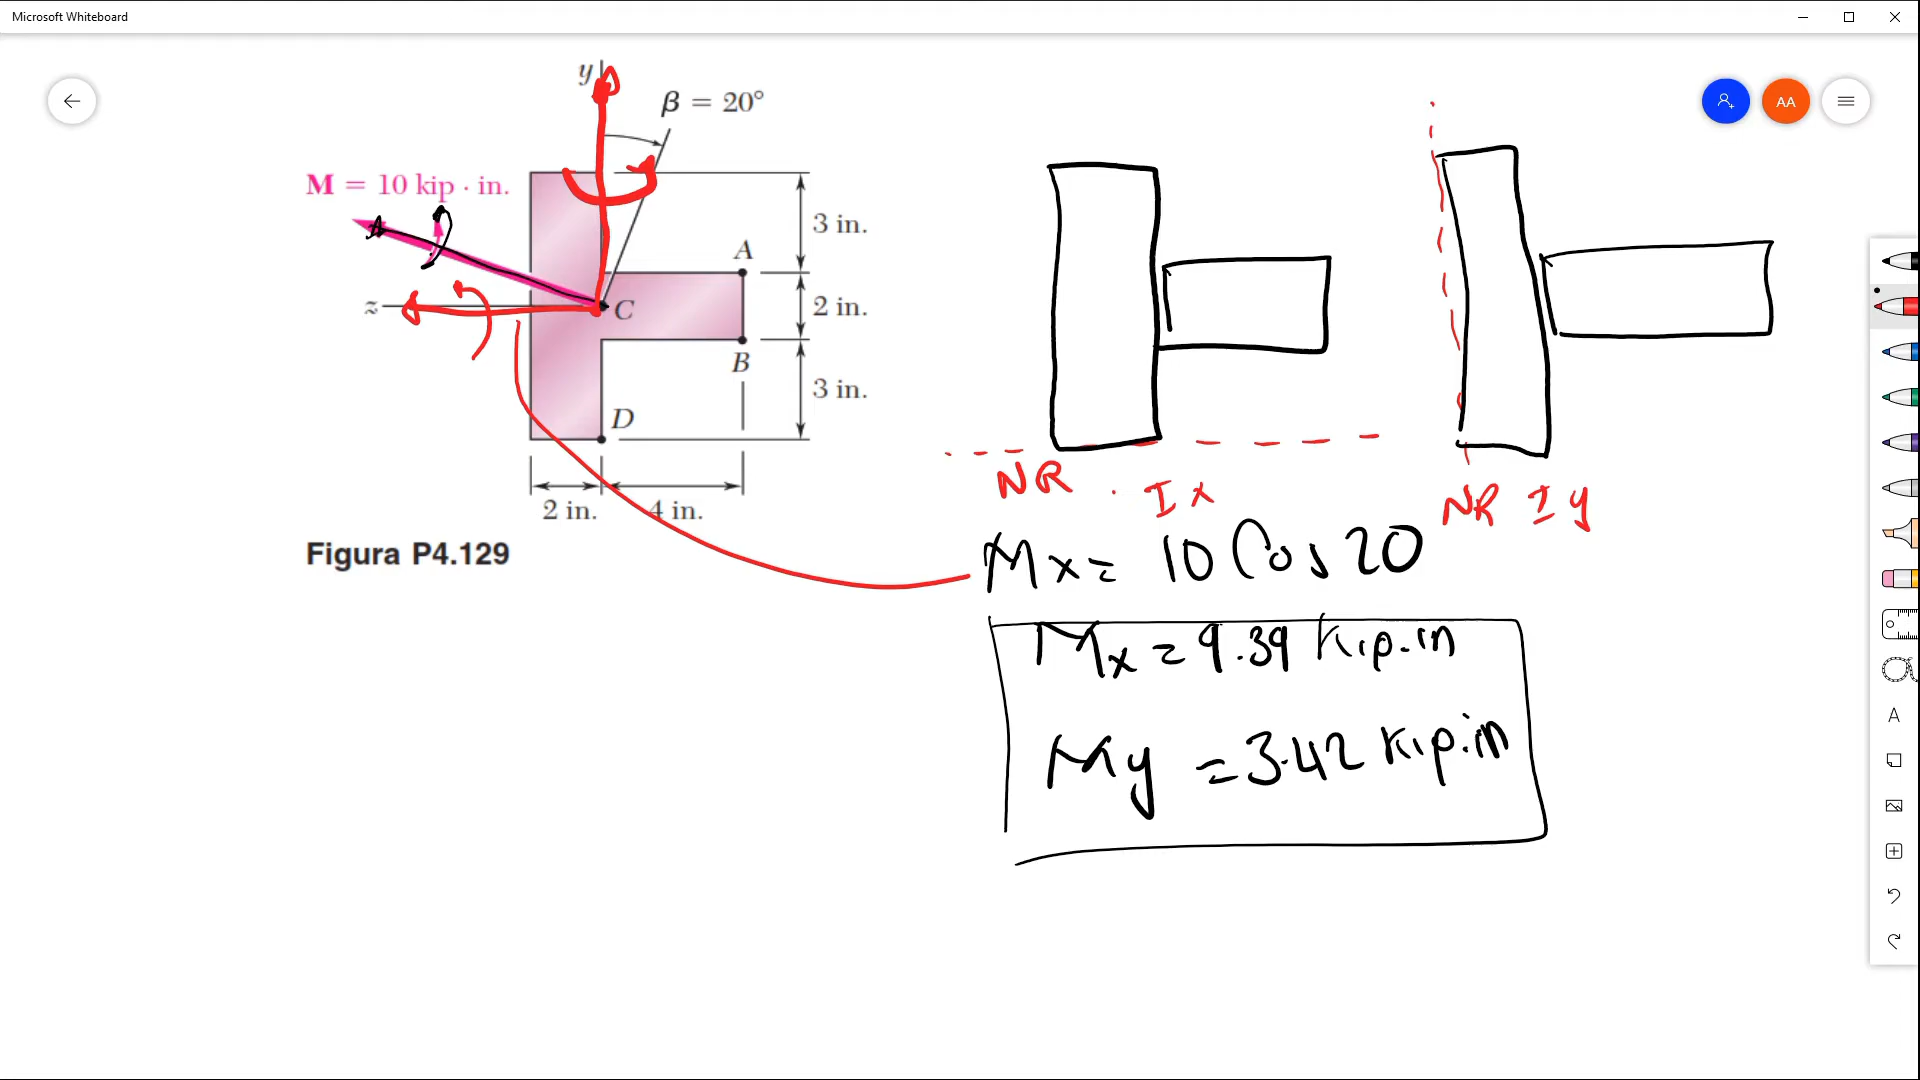 Microsoft Whiteboard
y
β = 20°
M = 10 kip · in.
z
C
A
B
D
3 in.
2 in.
3 in.
2 in.
4 in.
Figura P4.129
AA
A
NR . Ix
NR Iy
Mx = 10 Cos 20
Mx = 9.39 Kip.in
My = 3.42 Kip.in